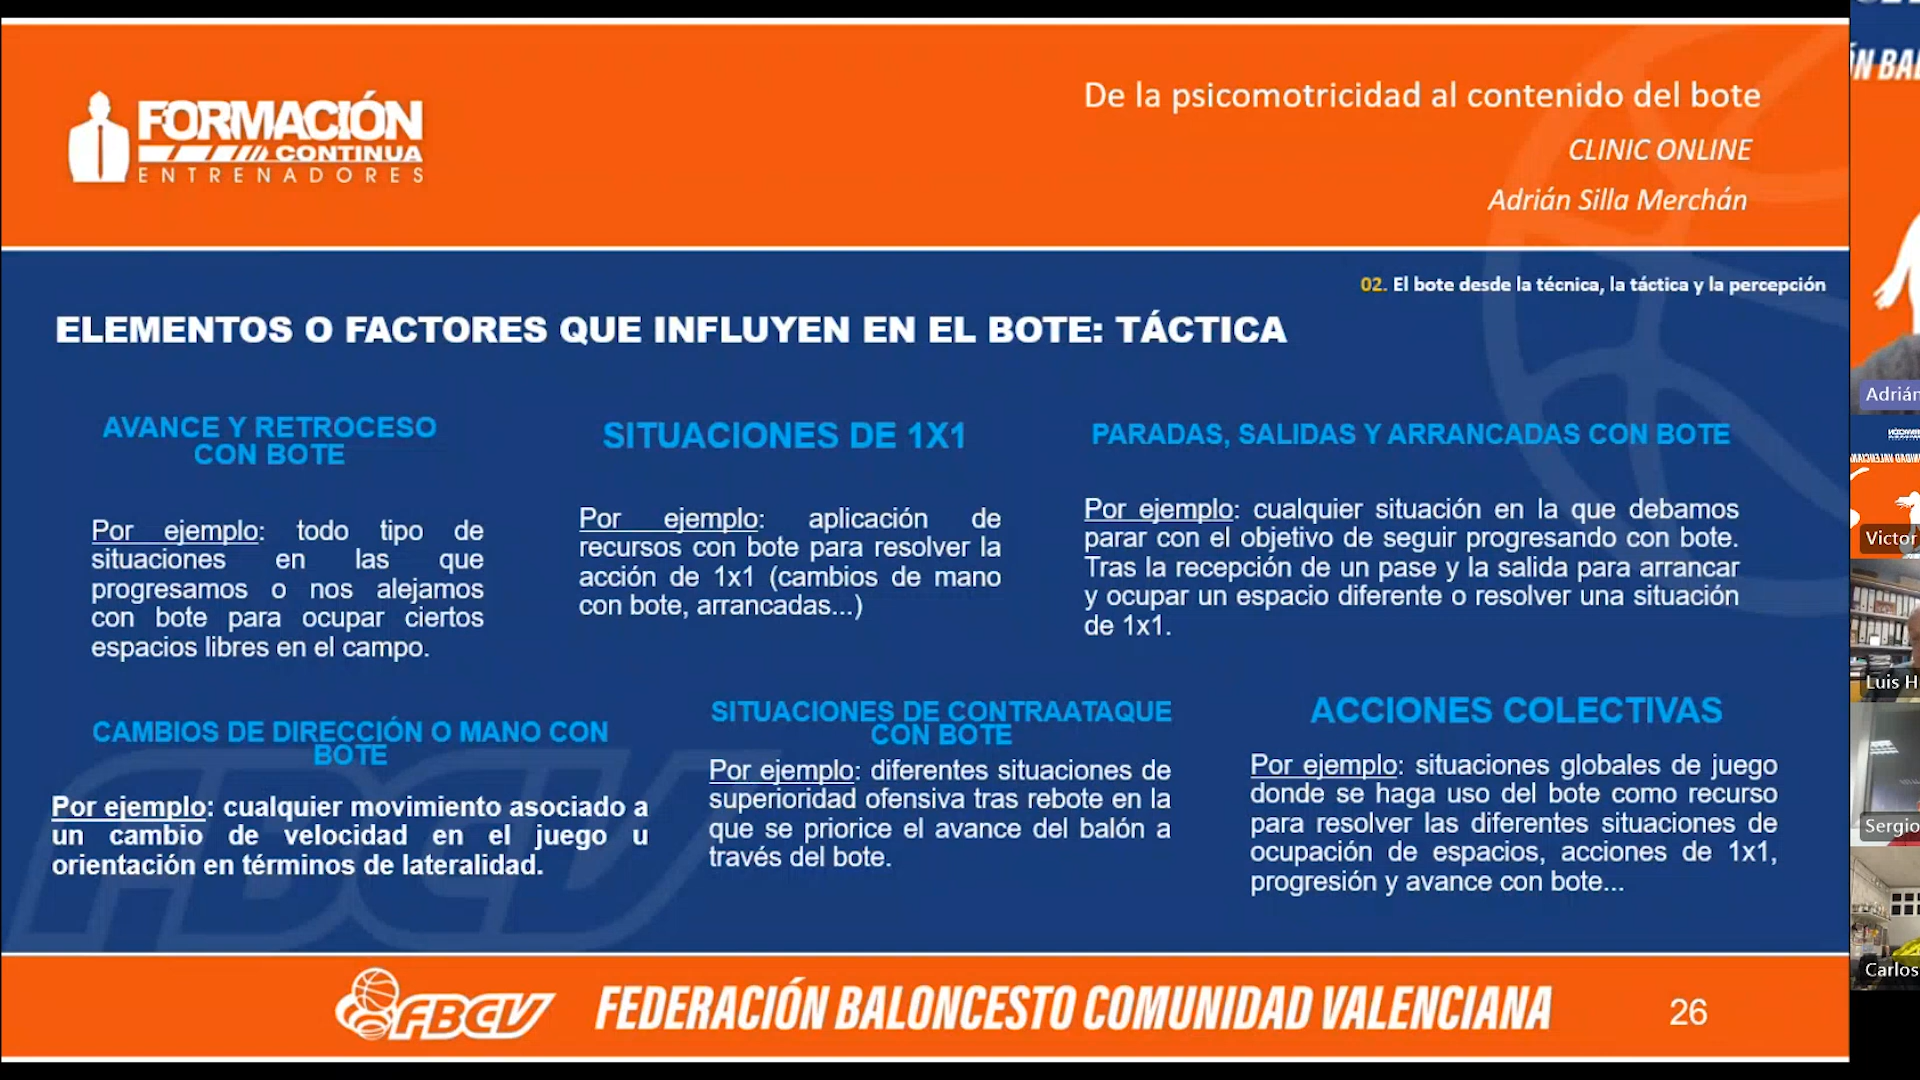 FORMACIÓN
CONTINUA
ENTRENADORES
De la psicomotricidad al contenido del bote
CLINIC ONLINE
Adrián Silla Merchán
02. El bote desde la técnica, la táctica y la percepción
ELEMENTOS O FACTORES QUE INFLUYEN EN EL BOTE: TÁCTICA
AVANCE Y RETROCESO
CON BOTE
Por ejemplo: todo tipo de
situaciones en las que
progresamos o nos alejamos
con bote para ocupar ciertos
espacios libres en el campo.
SITUACIONES DE 1X1
Por ejemplo: aplicación de
recursos con bote para resolver la
acción de 1x1 (cambios de mano
con bote, arrancadas...)
PARADAS, SALIDAS Y ARRANCADAS CON BOTE
Por ejemplo: cualquier situación en la que debamos
parar con el objetivo de seguir progresando con bote.
Tras la recepción de un pase y la salida para arrancar
y ocupar un espacio diferente o resolver una situación
de 1x1.
CAMBIOS DE DIRECCIÓN O MANO CON
BOTE
Por ejemplo: cualquier movimiento asociado a
un cambio de velocidad en el juego u
orientación en términos de lateralidad.
SITUACIONES DE CONTRAATAQUE
CON BOTE
Por ejemplo: diferentes situaciones de
superioridad ofensiva tras rebote en la
que se priorice el avance del balón a
través del bote.
ACCIONES COLECTIVAS
Por ejemplo: situaciones globales de juego
donde se haga uso del bote como recurso
para resolver las diferentes situaciones de
ocupación de espacios, acciones de 1x1,
progresión y avance con bote...
FBCV
FEDERACIÓN BALONCESTO COMUNIDAD VALENCIANA
26
ÓN BAL
Adrián
Victor
Luis H
Sergio
Carlos